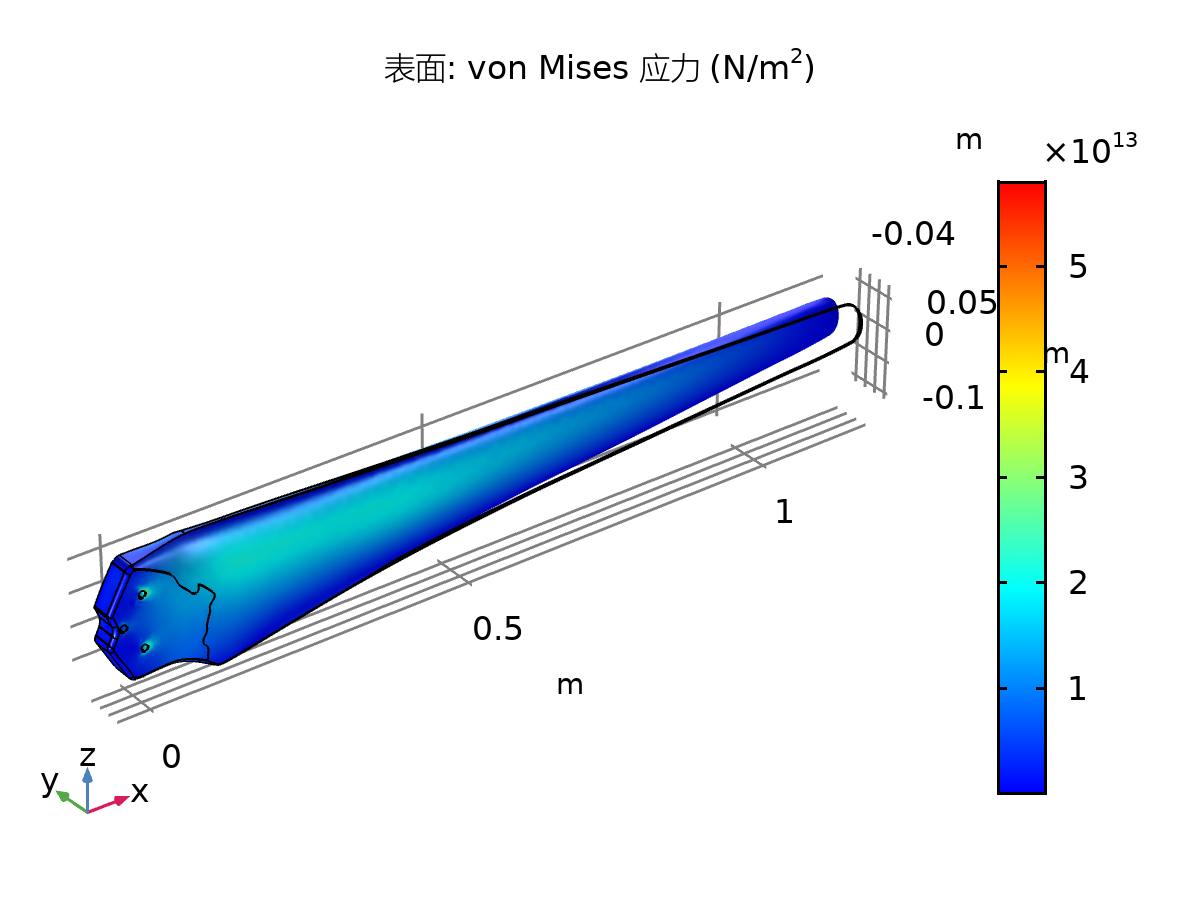 表面: von Mises 应力 (N/m²)
m
×10¹³
-0.04
5
0.05
0
m
4
-0.1
3
1
2
0.5
m
1
0
z
y
x